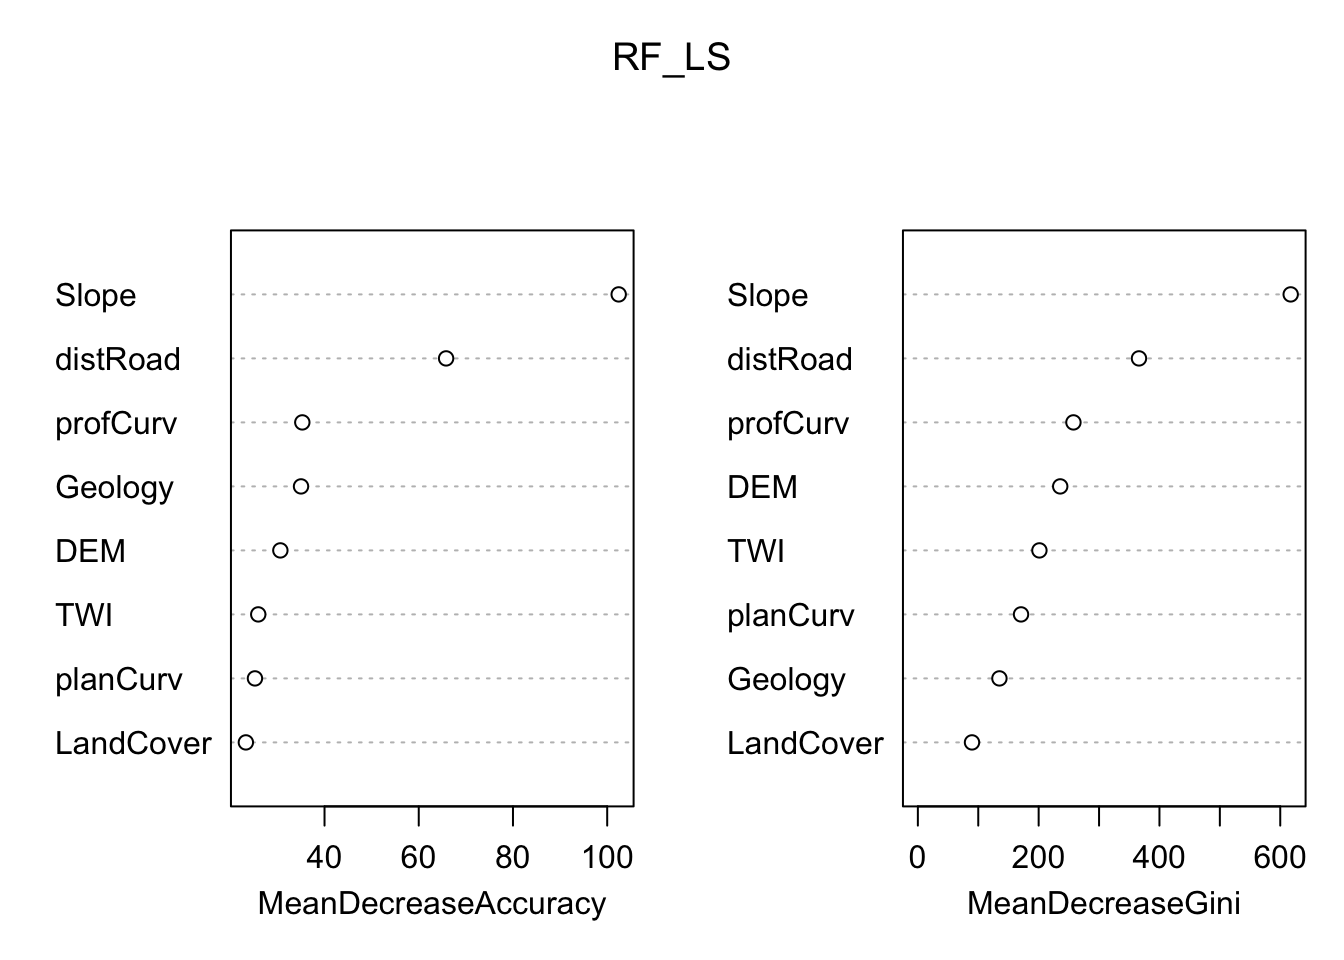 RF_LS
Slope
distRoad
profCurv
Geology
DEM
TWI
planCurv
LandCover
40 60 80 100
MeanDecreaseAccuracy
Slope
distRoad
profCurv
DEM
TWI
planCurv
Geology
LandCover
0 200 400 600
MeanDecreaseGini